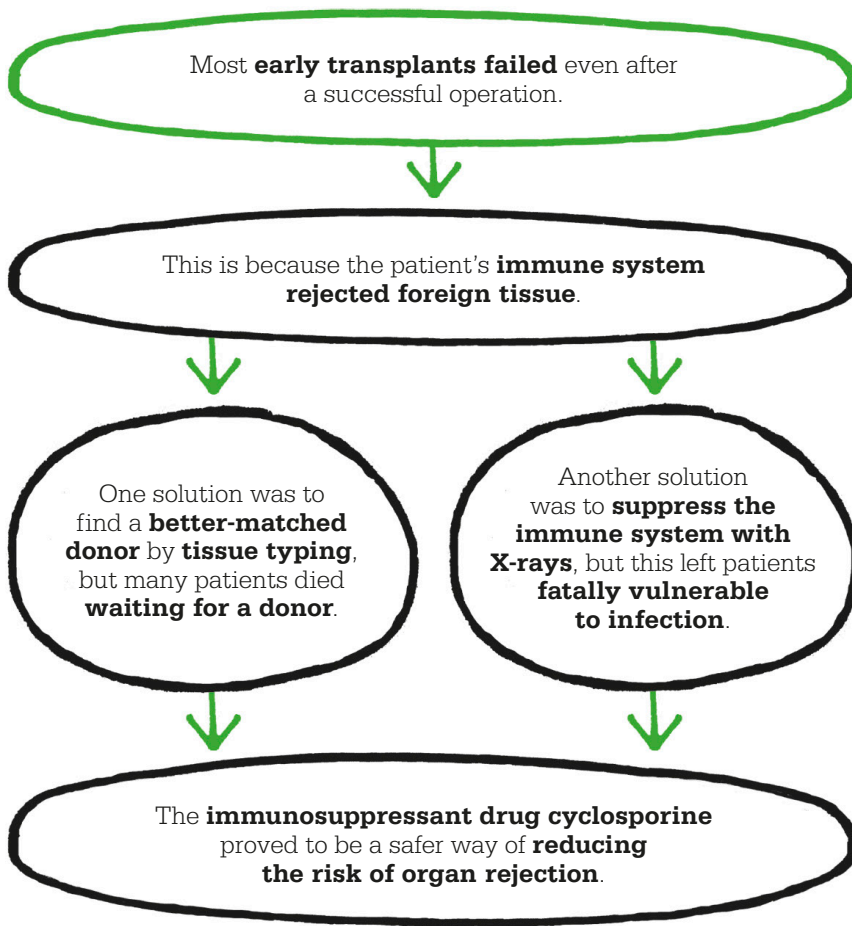 Most early transplants failed even after
a successful operation.
This is because the patient’s immune system
rejected foreign tissue.
One solution was to
find a better-matched
donor by tissue typing,
but many patients died
waiting for a donor.
Another solution
was to suppress the
immune system with
X-rays, but this left patients
fatally vulnerable
to infection.
The immunosuppressant drug cyclosporine
proved to be a safer way of reducing
the risk of organ rejection.